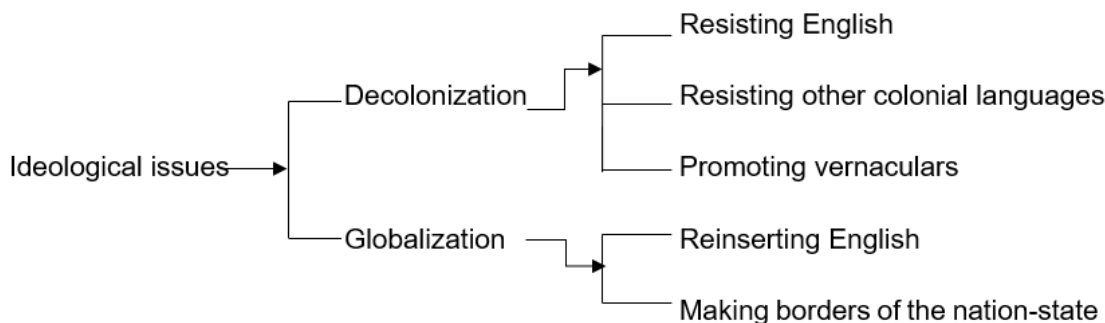 Resisting English
Decolonization
Resisting other colonial languages
Ideological issues
Promoting vernaculars
Globalization
Reinserting English
Making borders of the nation-state